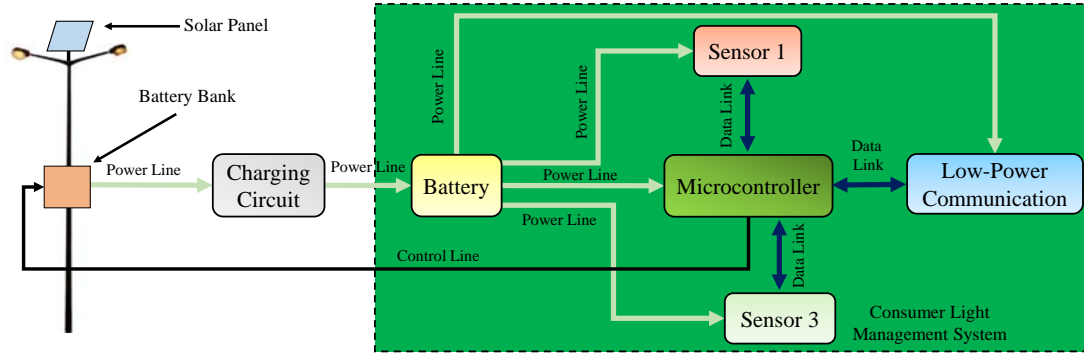 Solar Panel
Battery Bank
Power Line
Charging
Circuit
Power Line
Battery
Power Line
Power Line
Sensor 1
Data Link
Power Line
Microcontroller
Data
Link
Low-Power
Communication
Power Line
Control Line
Data Link
Sensor 3
Consumer Light
Management System